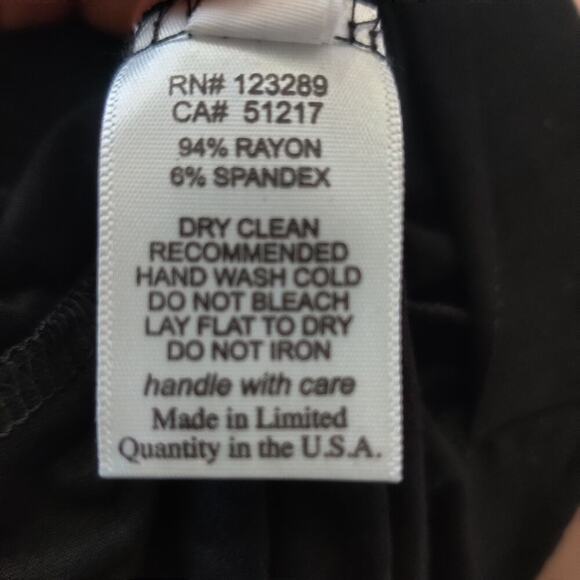 RN# 123289
CA# 51217
94% RAYON
6% SPANDEX
DRY CLEAN
RECOMMENDED
HAND WASH COLD
DO NOT BLEACH
LAY FLAT TO DRY
DO NOT IRON
handle with care
Made in Limited
Quantity in the U.S.A.